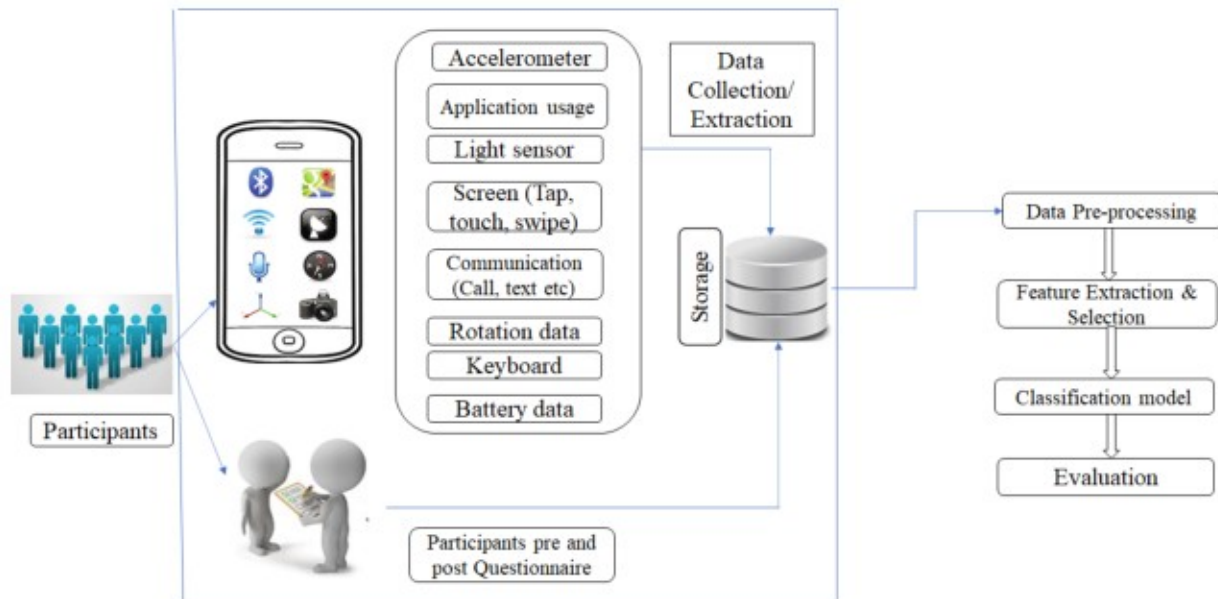 Accelerometer
Application usage
Light sensor
Screen (Tap,
touch, swipe)
Communication
(Call, text etc)
Rotation data
Keyboard
Battery data
Data
Collection/
Extraction
Storage
Participants
Participants pre and
post Questionnaire
Data Pre-processing
Feature Extraction &
Selection
Classification model
Evaluation